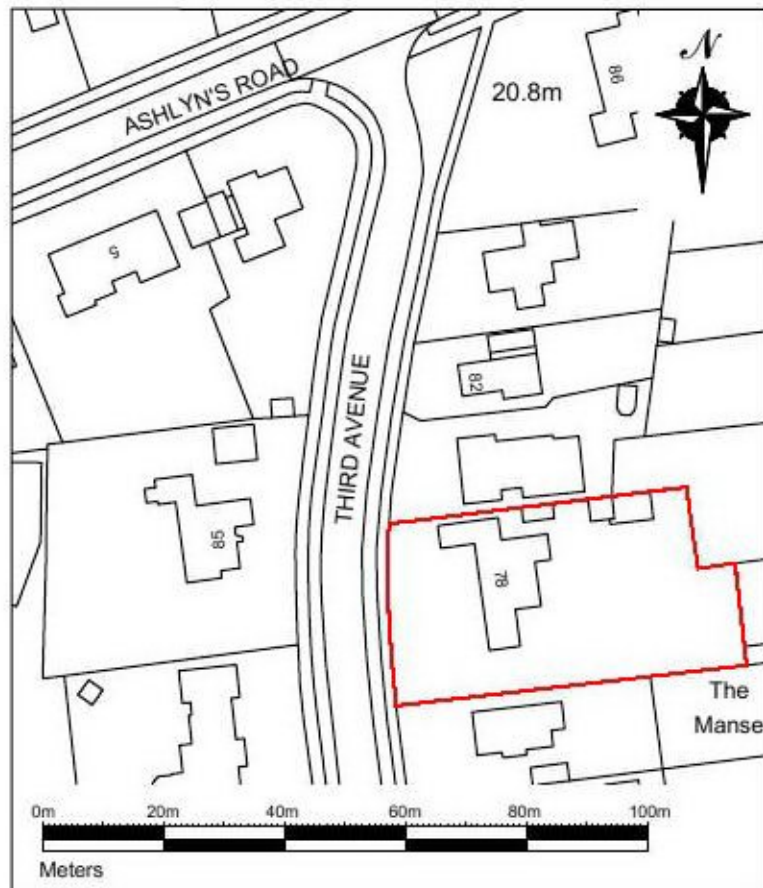 N
86
20.8m
ASHLYN'S ROAD
5
82
THIRD AVENUE
85
78
The
Manse
0m 20m 40m 60m 80m 100m
Meters